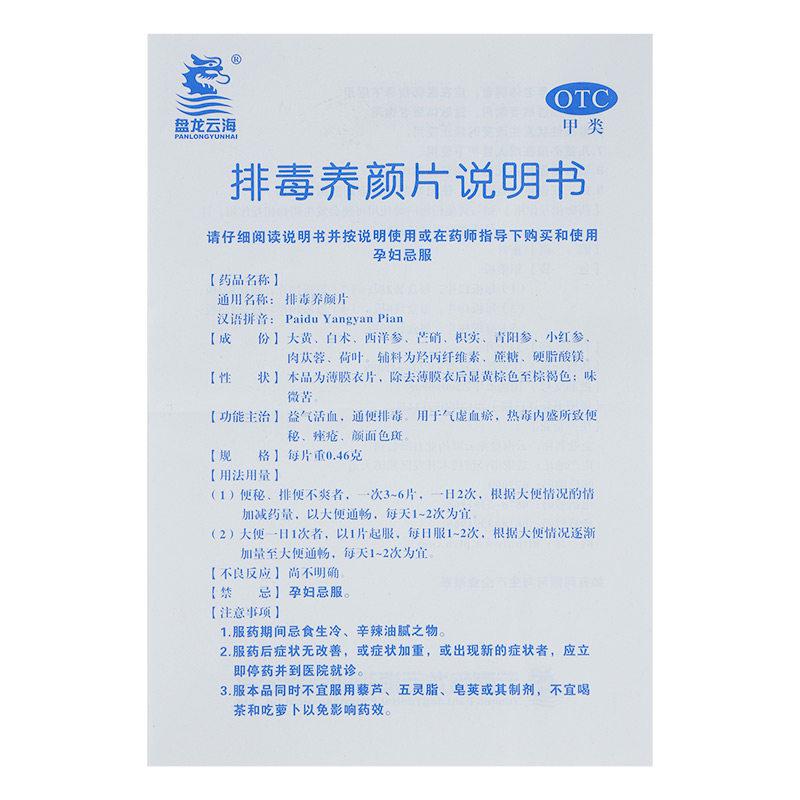 盘龙云海
PANLONGYUNHAI
®
OTC
甲类
排毒养颜片说明书
请仔细阅读说明书并按说明使用或在药师指导下购买和使用
孕妇忌服
【药品名称】
通用名称：排毒养颜片
汉语拼音：Paidu Yangyan Pian
【成　份】大黄、白术、西洋参、芒硝、枳实、青阳参、小红参、
肉苁蓉、荷叶。辅料为羟丙纤维素、蔗糖、硬脂酸镁。
【性　状】本品为薄膜衣片，除去薄膜衣后显黄棕色至棕褐色；味
微苦。
【功能主治】益气活血，通便排毒。用于气虚血瘀，热毒内盛所致便
秘、痤疮、颜面色斑。
【规　格】每片重0.46克
【用法用量】
（1）便秘、排便不爽者，一次3~6片，一日2次，根据大便情况酌情
加减药量，以大便通畅，每天1~2次为宜。
（2）大便一日1次者，以1片起服，每日服1~2次，根据大便情况逐渐
加量至大便通畅，每天1~2次为宜。
【不良反应】尚不明确。
【禁　忌】孕妇忌服。
【注意事项】
1.服药期间忌食生冷、辛辣油腻之物。
2.服药后症状无改善，或症状加重，或出现新的症状者，应立
即停药并到医院就诊。
3.服本品同时不宜服用藜芦、五灵脂、皂荚或其制剂，不宜喝
茶和吃萝卜以免影响药效。